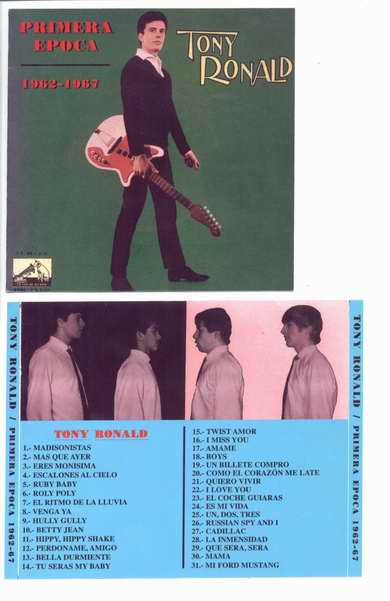 PRIMERA
EPOCA
1962-1967
TONY
RONALD
TONY RONALD / PRIMERA EPOCA 1962-67
TONY RONALD
1.- MADISONISTAS
2.- MAS QUE AYER
3.- ERES MONISIMA
4.- ESCALONES AL CIELO
5.- RUBY BABY
6.- ROLY POLY
7.- EL RITMO DE LA LLUVIA
8.- VENGA YA
9.- HULLY GULLY
10.- BETTY JEAN
11.- HIPPY, HIPPY SHAKE
12.- PERDONAME, AMIGO
13.- BELLA DURMIENTE
14.- TU SERAS MY BABY
15.- TWIST AMOR
16.- I MISS YOU
17.- AMAME
18.- BOYS
19.- UN BILLETE COMPRO
20.- COMO EL CORAZÓN ME LATE
21.- QUIERO VIVIR
22.- I LOVE YOU
23.- EL COCHE GUIARAS
24.- ES MI VIDA
25.- UN, DOS, TRES
26.- RUSSIAN SPY AND I
27.- CADILLAC
28.- LA INMENSIDAD
29.- QUE SERA, SERA
30.- MAMA
31.- MI FORD MUSTANG
TONY RONALD / PRIMERA EPOCA 1962-67